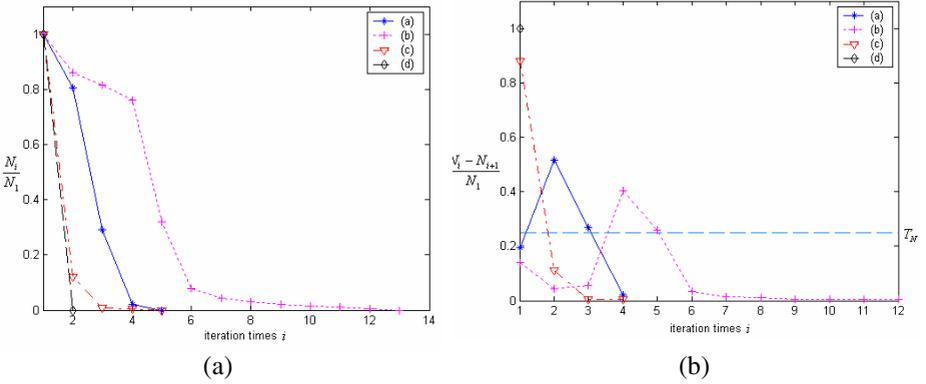 1
0.8
0.6
0.4
0.2
0
2 4 6 8 10 12 14
N_i / N_1
iteration times i
(a)
(b)
(c)
(d)
(a)
1
0.8
0.6
0.4
0.2
0
1 2 3 4 5 6 7 8 9 10 11 12
N_i − N_{i+1} / N_1
T_N
iteration times i
(a)
(b)
(c)
(d)
(b)